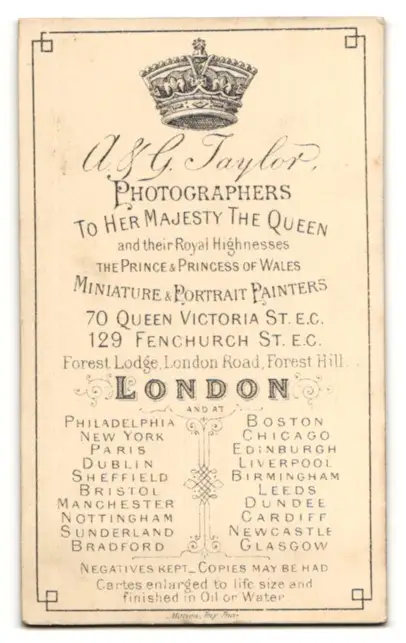 A. & G. Taylor,
PHOTOGRAPHERS
TO HER MAJESTY THE QUEEN
and their Royal Highnesses
THE PRINCE & PRINCESS OF WALES
MINIATURE & PORTRAIT PAINTERS
70 QUEEN VICTORIA ST. E.C.
129 FENCHURCH ST. E.C.
Forest Lodge, London Road, Forest Hill.
LONDON
AND AT
PHILADELPHIA BOSTON
NEW YORK CHICAGO
PARIS EDINBURGH
DUBLIN LIVERPOOL
SHEFFIELD BIRMINGHAM
BRISTOL LEEDS
MANCHESTER DUNDEE
NOTTINGHAM CARDIFF
SUNDERLAND NEWCASTLE
BRADFORD GLASGOW
NEGATIVES KEPT_COPIES MAY BE HAD
Cartes enlarged to life size and
finished in Oil or Water